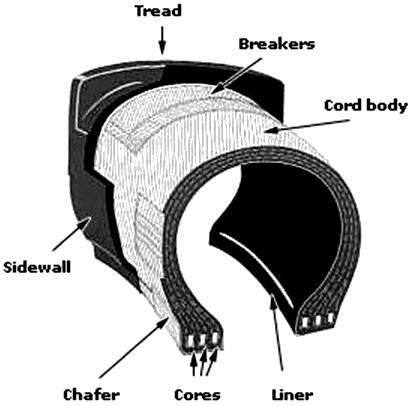 Tread
Breakers
Cord body
Sidewall
Chafer
Cores
Liner